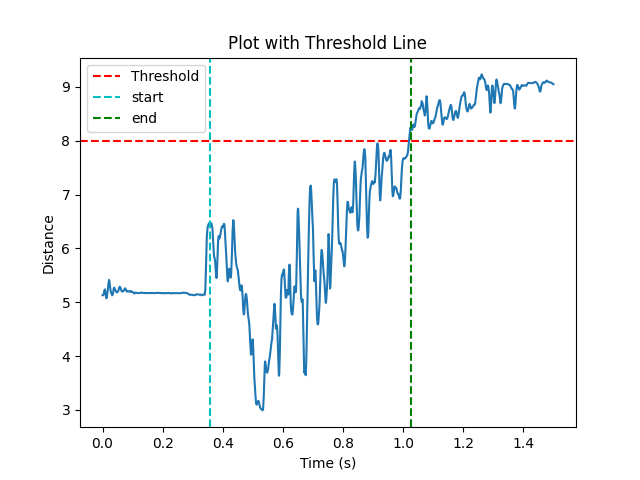 Plot with Threshold Line
Threshold
start
end
Distance
9
8
7
6
5
4
3
0.0 0.2 0.4 0.6 0.8 1.0 1.2 1.4
Time (s)